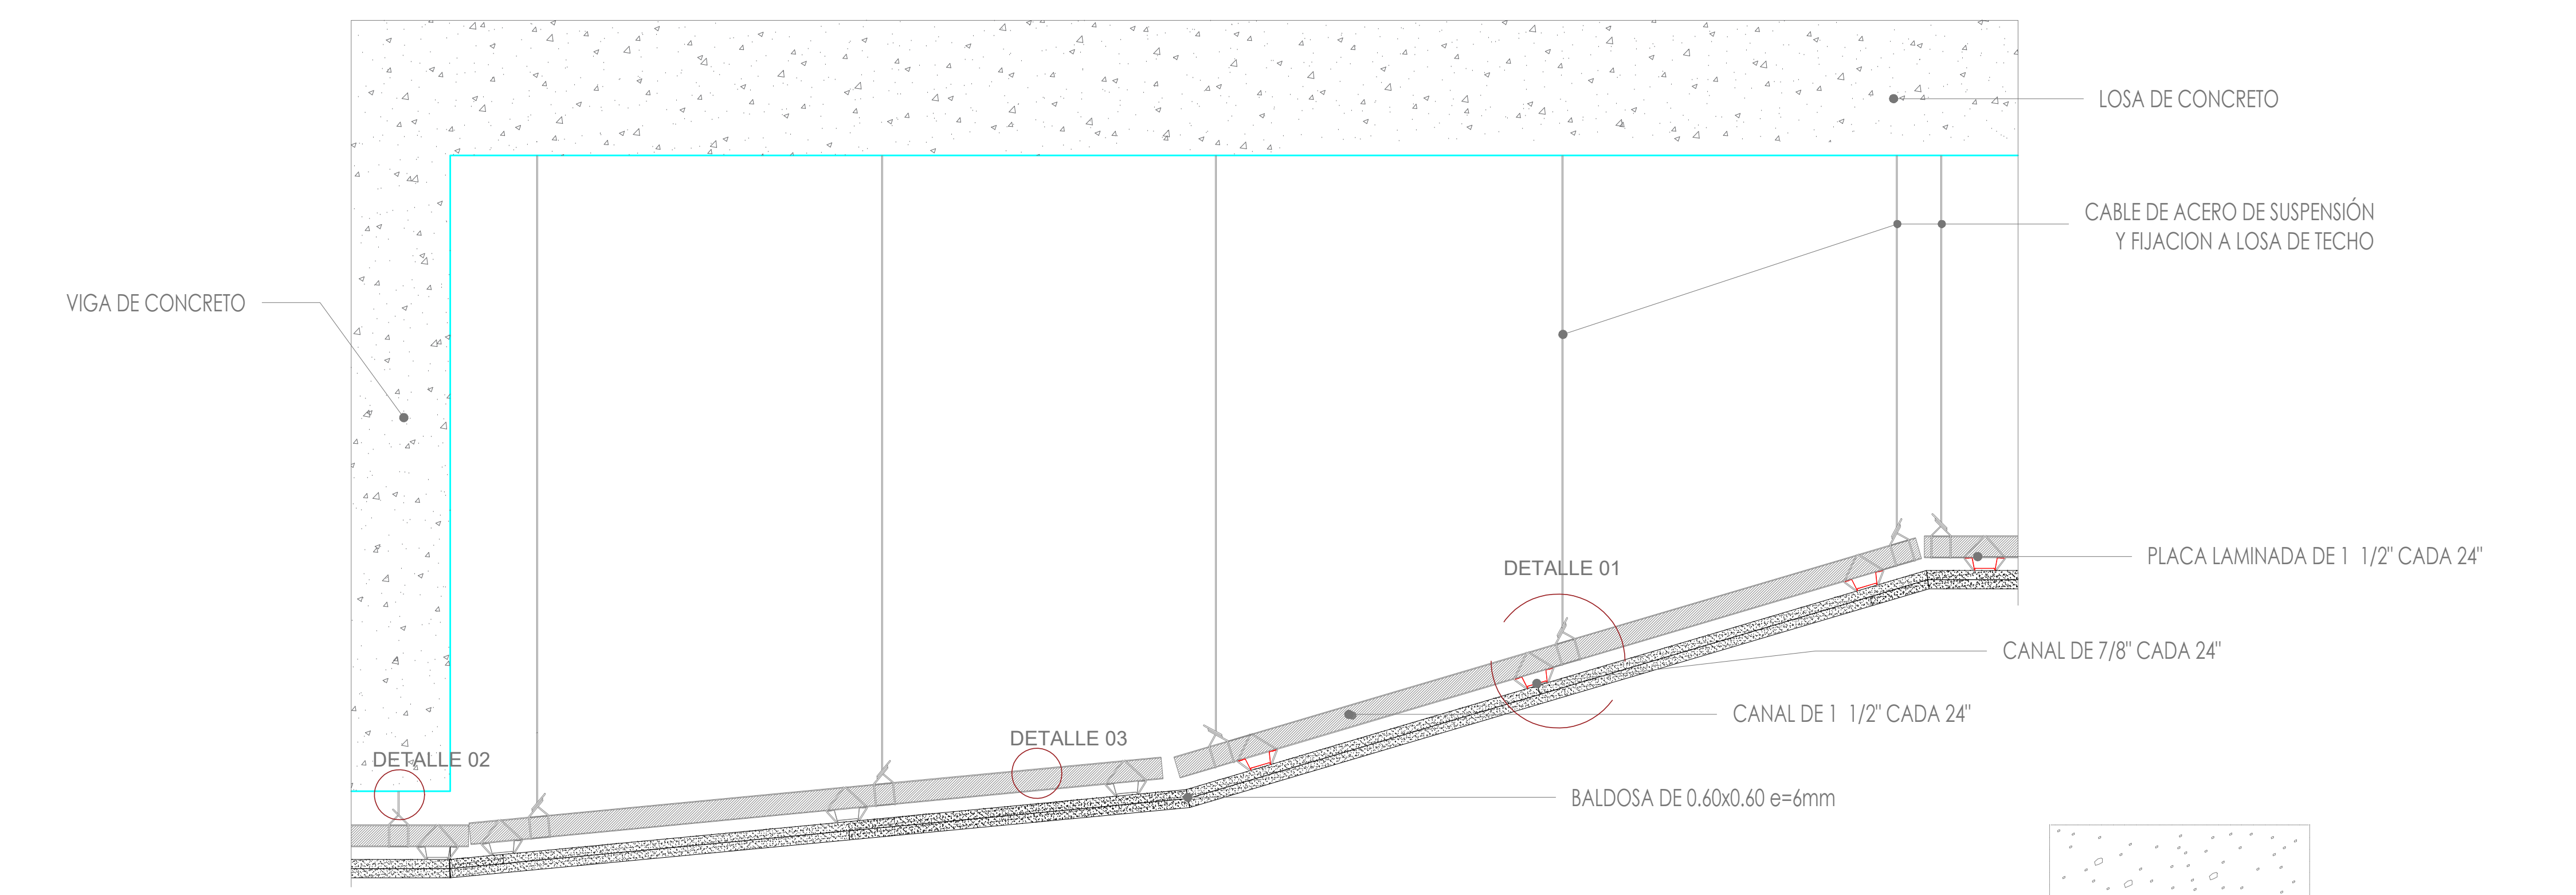 LOSA DE CONCRETO
CABLE DE ACERO DE SUSPENSIÓN
Y FIJACION A LOSA DE TECHO
VIGA DE CONCRETO
PLACA LAMINADA DE 1 1/2" CADA 24"
DETALLE 01
CANAL DE 7/8" CADA 24"
CANAL DE 1 1/2" CADA 24"
DETALLE 03
DETALLE 02
BALDOSA DE 0.60x0.60 e=6mm